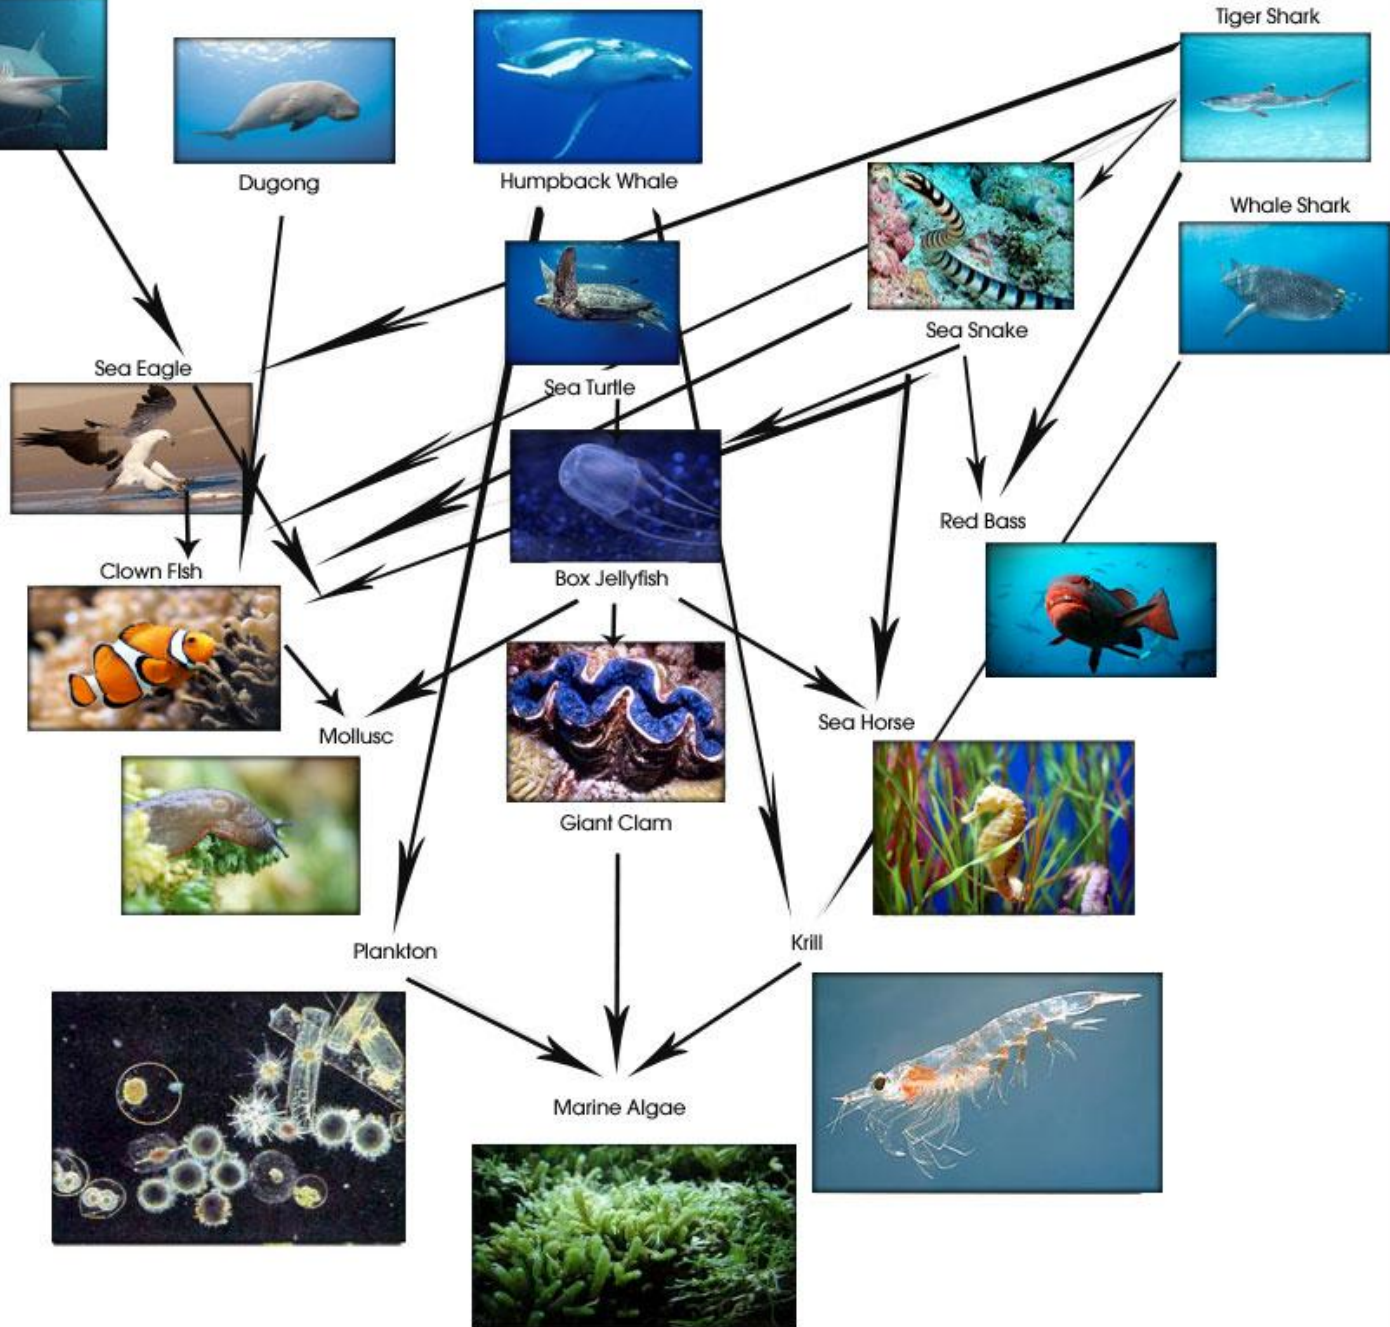 Tiger Shark
Dugong
Humpback Whale
Whale Shark
Sea Snake
Sea Eagle
Sea Turtle
Red Bass
Clown FIsh
Box Jellyfish
Sea Horse
Mollusc
Giant Clam
Krill
Plankton
Marine Algae